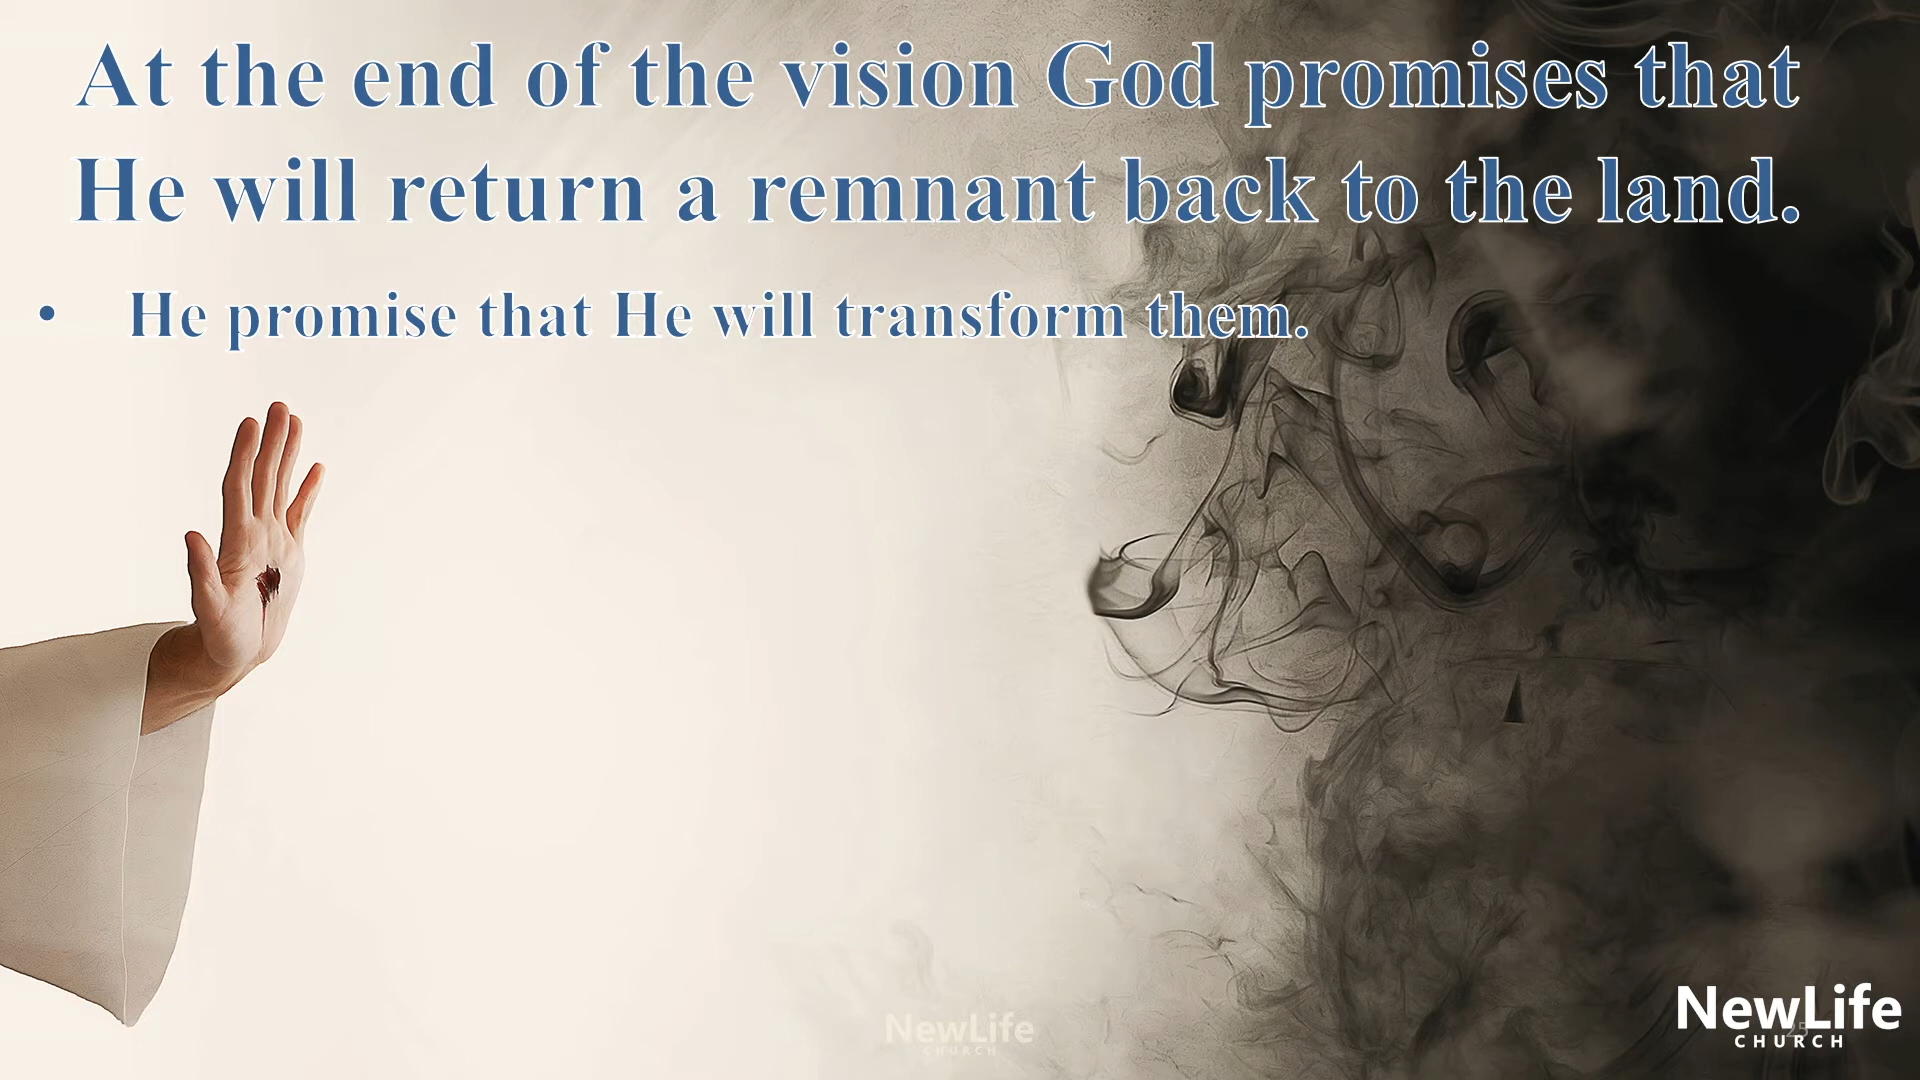 At the end of the vision God promises that
He will return a remnant back to the land.
• He promise that He will transform them.
NewLife
CHURCH
NewLife
CHURCH
25